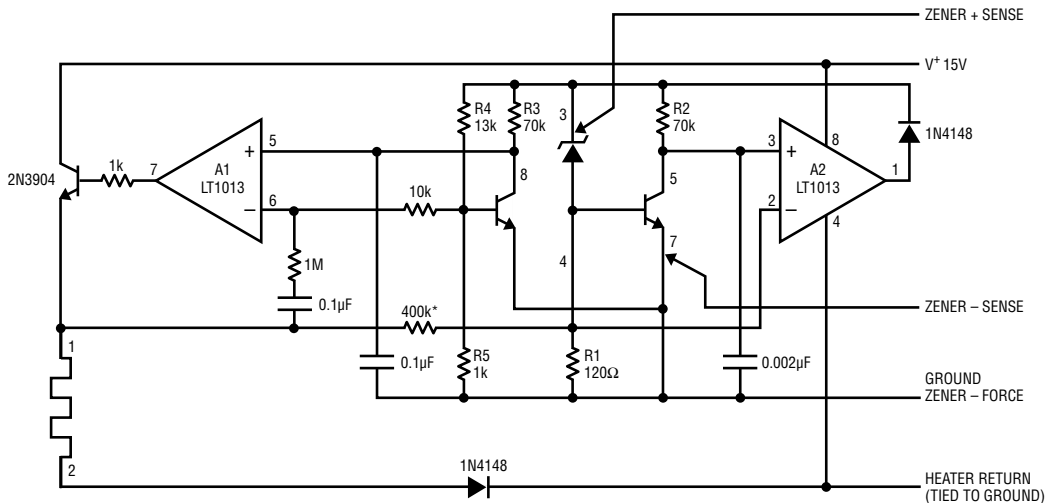 ZENER + SENSE
V+ 15V
R4
13k
R3
70k
3
R2
70k
1N4148
2N3904
1k
7
A1
LT1013
+
–
5
6
8
5
3
2
+
–
A2
LT1013
8
1
4
10k
1M
0.1µF
4
7
ZENER – SENSE
400k*
1
0.1µF
R5
1k
R1
120Ω
0.002µF
GROUND
ZENER – FORCE
2
1N4148
HEATER RETURN
(TIED TO GROUND)